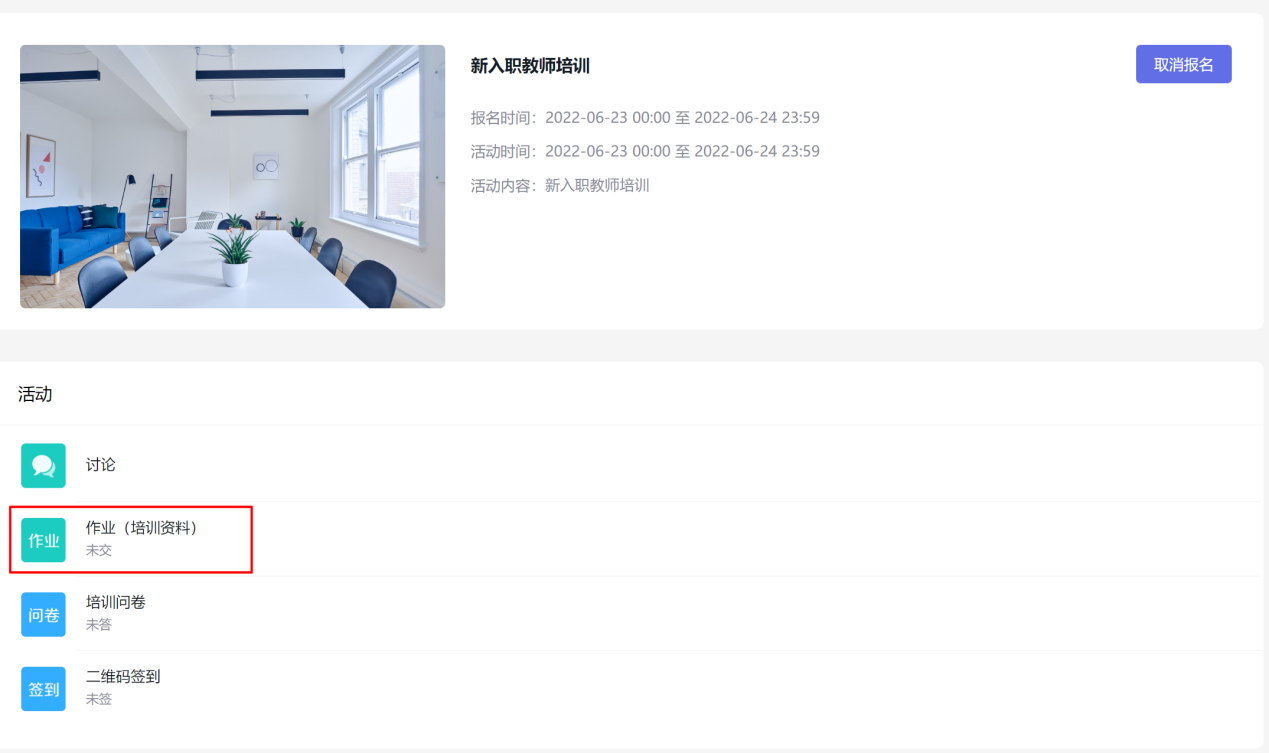 新入职教师培训
取消报名
报名时间：2022-06-23 00:00 至 2022-06-24 23:59
活动时间：2022-06-23 00:00 至 2022-06-24 23:59
活动内容：新入职教师培训
活动
讨论
作业
作业（培训资料）
未交
问卷
培训问卷
未答
签到
二维码签到
未签